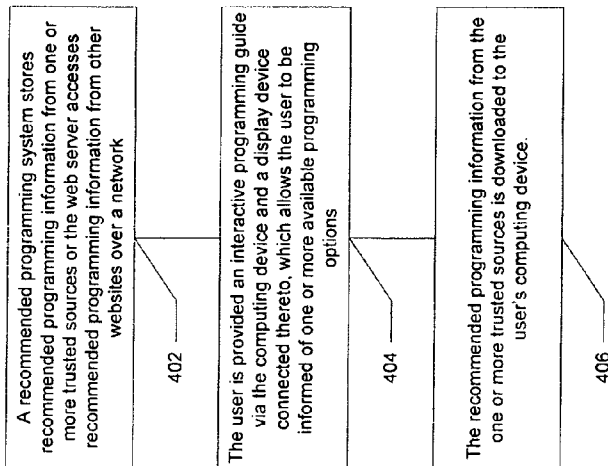 A recommended programming system stores
recommended programming information from one or
more trusted sources or the web server accesses
recommended programming information from other
websites over a network
402
The user is provided an interactive programming guide
via the computing device and a display device
connected thereto, which allows the user to be
informed of one or more available programming
options
404
The recommended programming information from the
one or more trusted sources is downloaded to the
user's computing device.
406